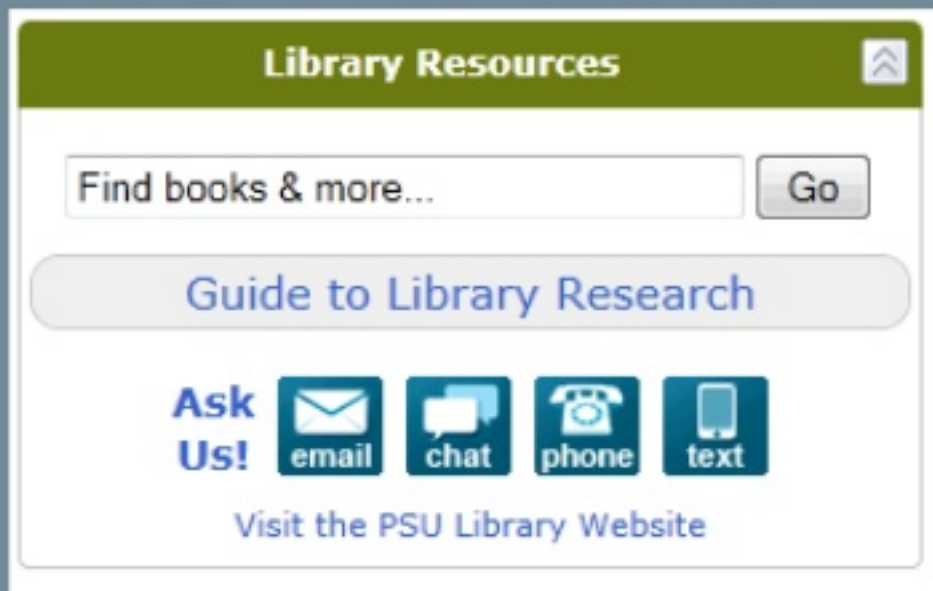 Library Resources
Find books & more...
Go
Guide to Library Research
Ask
Us!
email
chat
phone
text
Visit the PSU Library Website